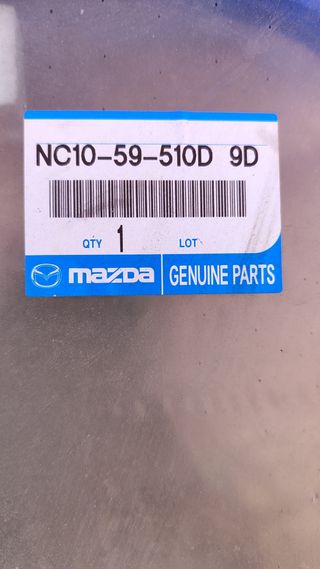 NC10-59-510D 9D
QTY 1 LOT
mazda GENUINE PARTS